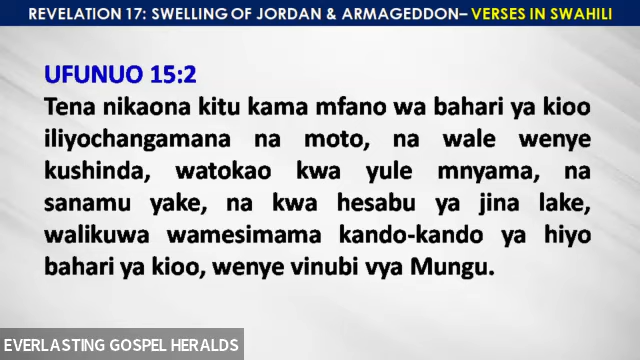 REVELATION 17: SWELLING OF JORDAN & ARMAGEDDON– VERSES IN SWAHILI
UFUNUO 15:2
Tena nikaona kitu kama mfano wa bahari ya kioo
iliyochangamana na moto, na wale wenye
kushinda, watokao kwa yule mnyama, na
sanamu yake, na kwa hesabu ya jina lake,
walikuwa wamesimama kando-kando ya hiyo
bahari ya kioo, wenye vinubi vya Mungu.
EVERLASTING GOSPEL HERALDS